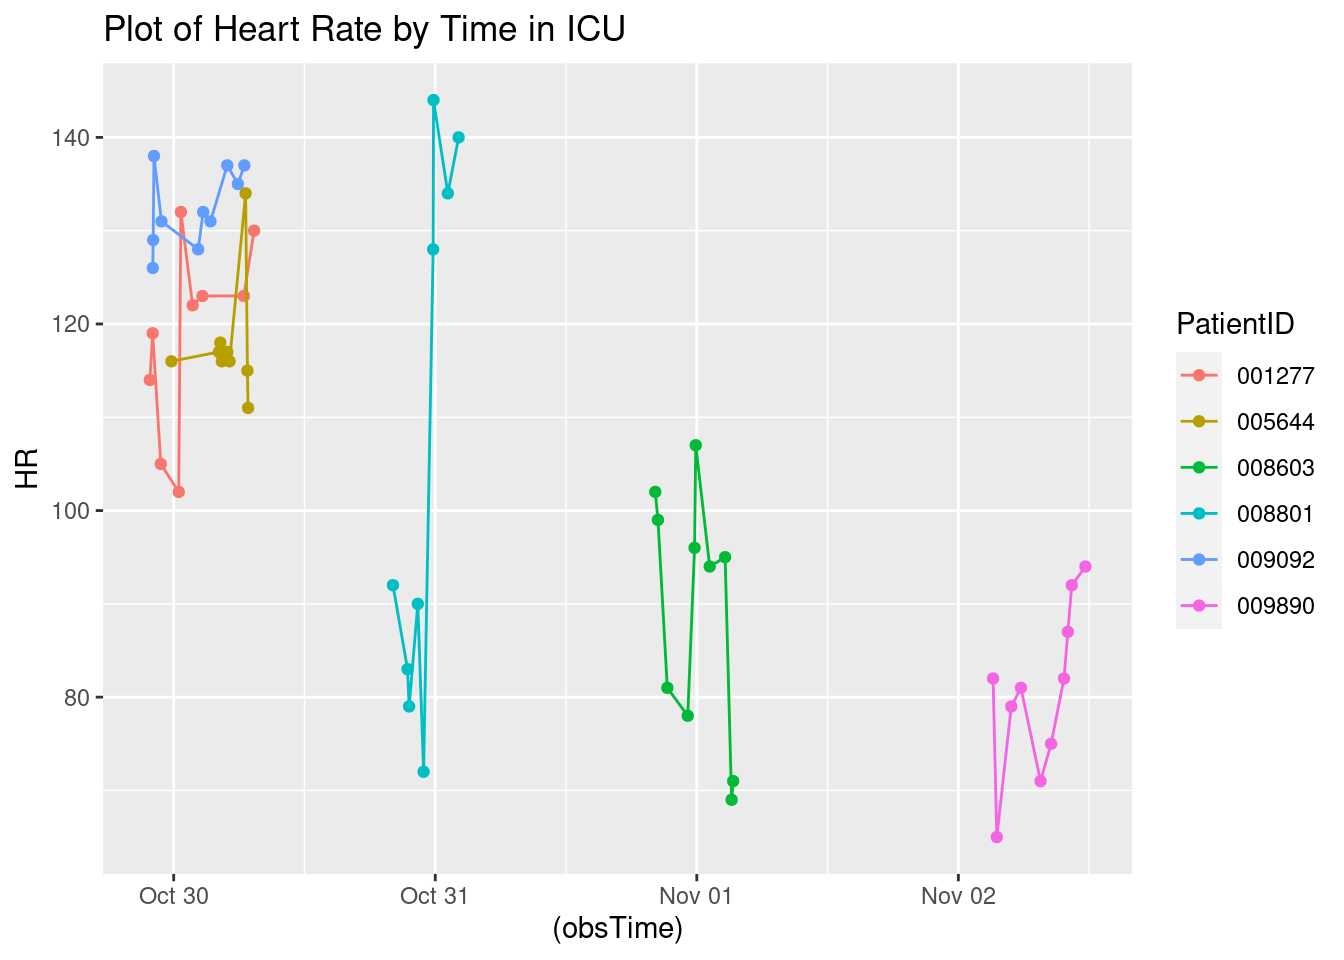 Plot of Heart Rate by Time in ICU
140
120
100
80
HR
Oct 30
Oct 31
Nov 01
Nov 02
(obsTime)
PatientID
001277
005644
008603
008801
009092
009890